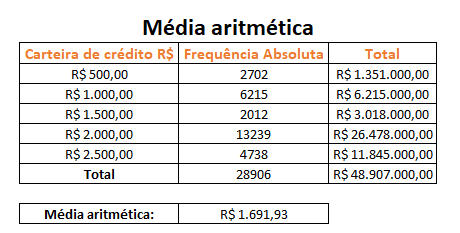 Média aritmética
Carteira de crédito R$ Frequência Absoluta Total
R$ 500,00 2702 R$ 1.351.000,00
R$ 1.000,00 6215 R$ 6.215.000,00
R$ 1.500,00 2012 R$ 3.018.000,00
R$ 2.000,00 13239 R$ 26.478.000,00
R$ 2.500,00 4738 R$ 11.845.000,00
Total 28906 R$ 48.907.000,00
Média aritmética: R$ 1.691,93